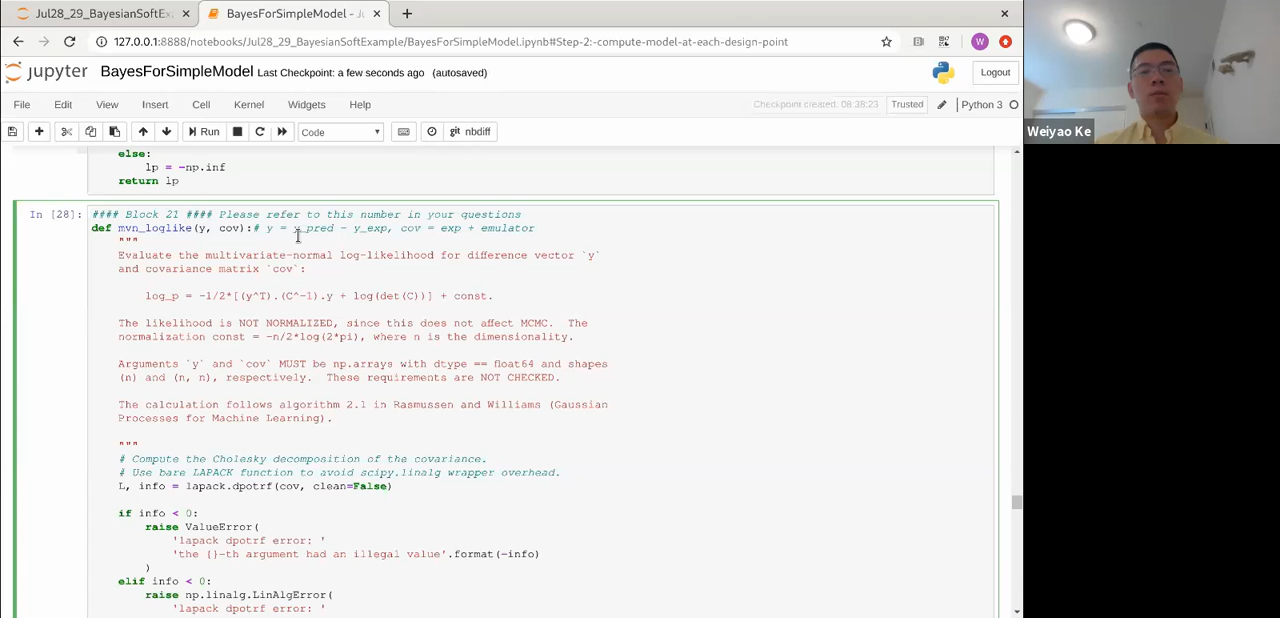 Jul28_29_BayesianSoftEx
BayesForSimpleModel - J
127.0.0.1:8888/notebooks/Jul28_29_BayesianSoftExample/BayesForSimpleModel.ipynb#Step-2:-compute-model-at-each-design-point
W
jupyter BayesForSimpleModel Last Checkpoint: a few seconds ago (autosaved)
Logout
File Edit View Insert Cell Kernel Widgets Help
Checkpoint created: 08:38:23 Trusted Python 3
Run Code nbdiff
Weiyao Ke
else:
lp = -np.inf
return lp
In [28]: #### Block 21 #### Please refer to this number in your questions
def mvn_loglike(y, cov):# y = y_pred - y_exp, cov = exp + emulator
"""
Evaluate the multivariate-normal log-likelihood for difference vector `y`
and covariance matrix `cov`:
log_p = -1/2*[(y^T).(C^-1).y + log(det(C))] + const.
The likelihood is NOT NORMALIZED, since this does not affect MCMC. The
normalization const = -n/2*log(2*pi), where n is the dimensionality.
Arguments `y` and `cov` MUST be np.arrays with dtype == float64 and shapes
(n) and (n, n), respectively. These requirements are NOT CHECKED.
The calculation follows algorithm 2.1 in Rasmussen and Williams (Gaussian
Processes for Machine Learning).
"""
# Compute the Cholesky decomposition of the covariance.
# Use bare LAPACK function to avoid scipy.linalg wrapper overhead.
L, info = lapack.dpotrf(cov, clean=False)
if info < 0:
raise ValueError(
'lapack dpotrf error: '
'the {}-th argument had an illegal value'.format(-info)
)
elif info < 0:
raise np.linalg.LinAlgError(
'lapack dpotrf error: '